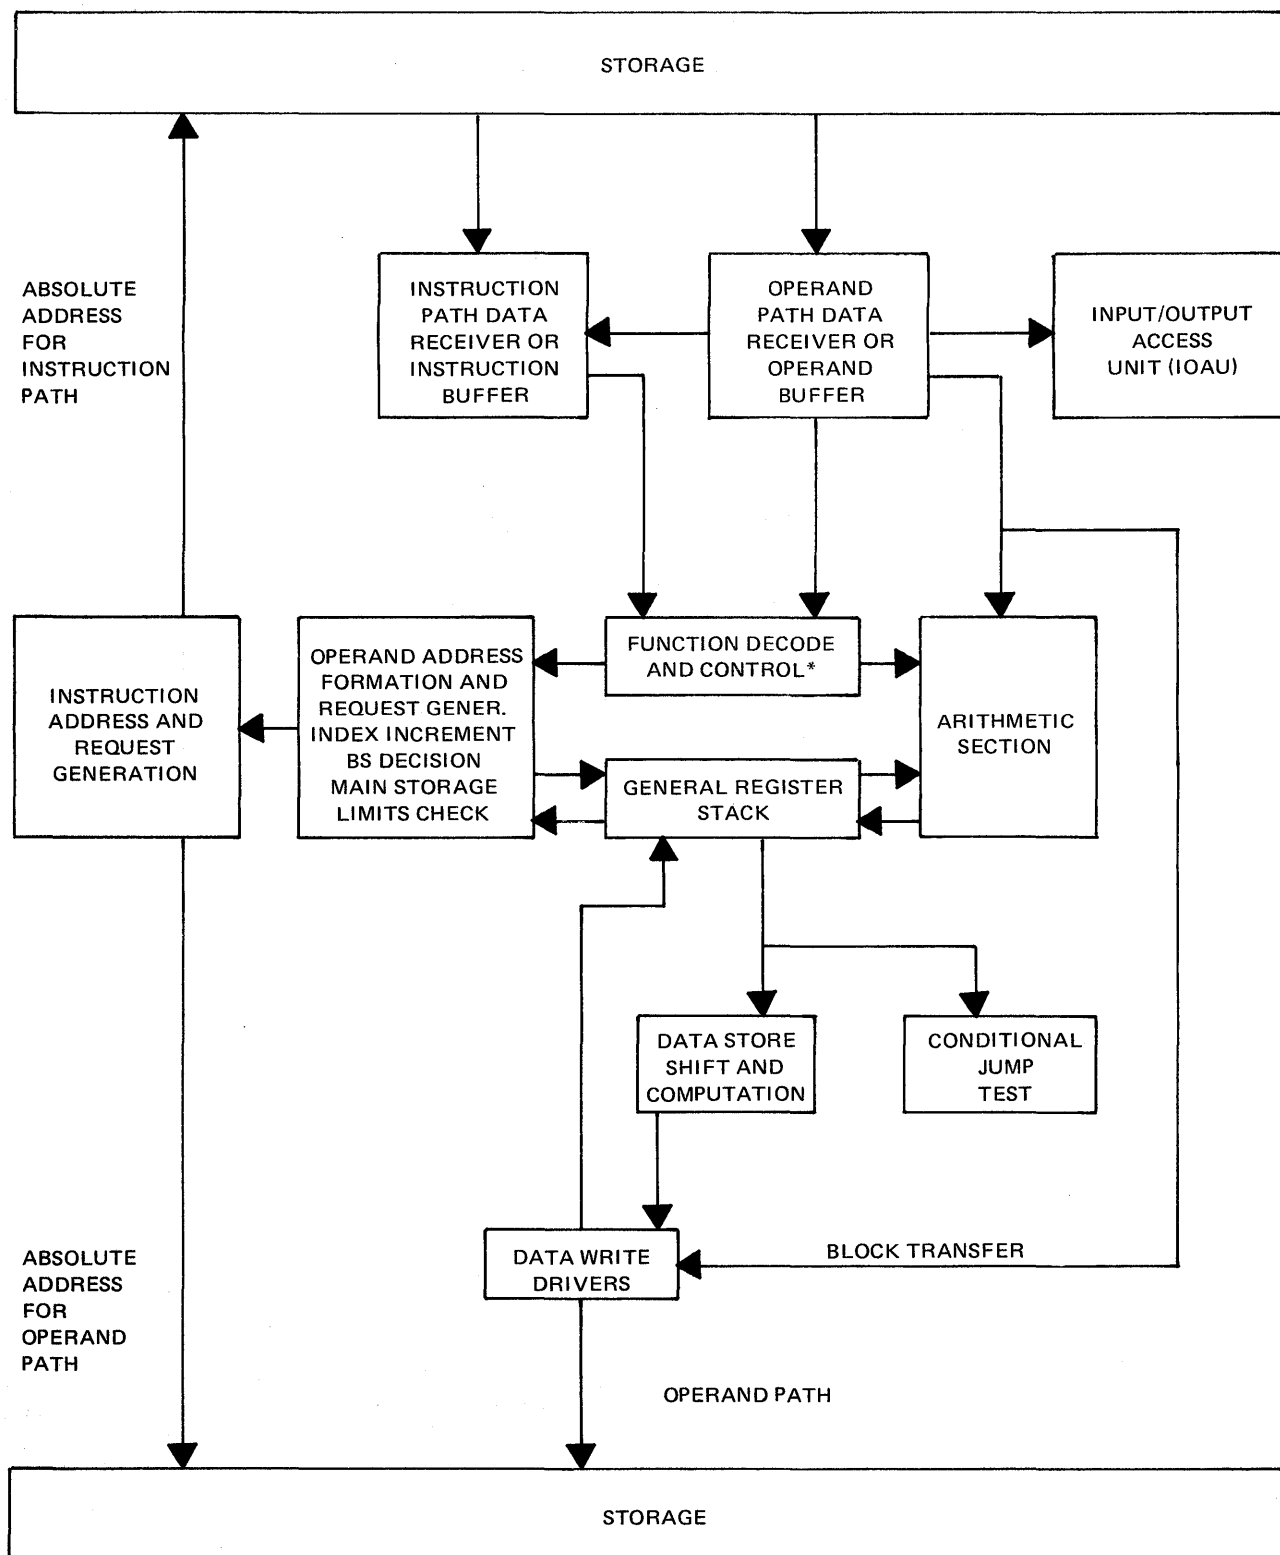 STORAGE
ABSOLUTE
ADDRESS
FOR
INSTRUCTION
PATH
INSTRUCTION
PATH DATA
RECEIVER OR
INSTRUCTION
BUFFER
OPERAND
PATH DATA
RECEIVER OR
OPERAND
BUFFER
INPUT/OUTPUT
ACCESS
UNIT (IOAU)
INSTRUCTION
ADDRESS AND
REQUEST
GENERATION
OPERAND ADDRESS
FORMATION AND
REQUEST GENER.
INDEX INCREMENT
BS DECISION
MAIN STORAGE
LIMITS CHECK
FUNCTION DECODE
AND CONTROL*
GENERAL REGISTER
STACK
ARITHMETIC
SECTION
DATA STORE
SHIFT AND
COMPUTATION
CONDITIONAL
JUMP
TEST
ABSOLUTE
ADDRESS
FOR
OPERAND
PATH
DATA WRITE
DRIVERS
BLOCK TRANSFER
OPERAND PATH
STORAGE